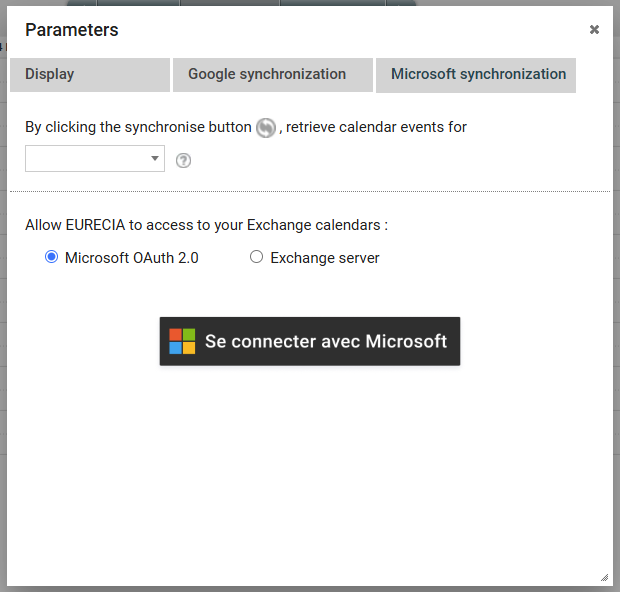 Parameters
Display
Google synchronization
Microsoft synchronization
By clicking the synchronise button , retrieve calendar events for
?
Allow EURECIA to access to your Exchange calendars :
Microsoft OAuth 2.0
Exchange server
Se connecter avec Microsoft